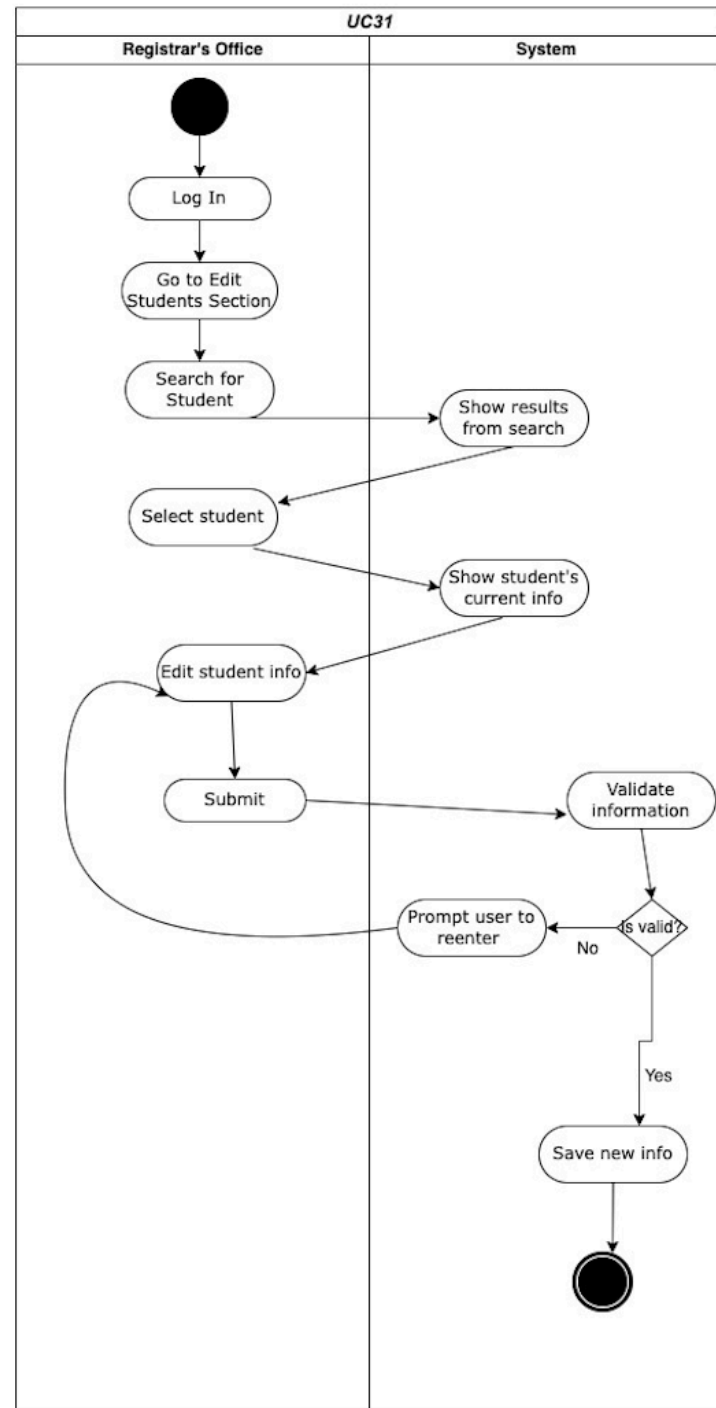 UC31
Registrar's Office
System
Log In
Go to Edit
Students Section
Search for
Student
Show results
from search
Select student
Show student's
current info
Edit student info
Submit
Validate
information
Is valid?
No
Prompt user to
reenter
Yes
Save new info